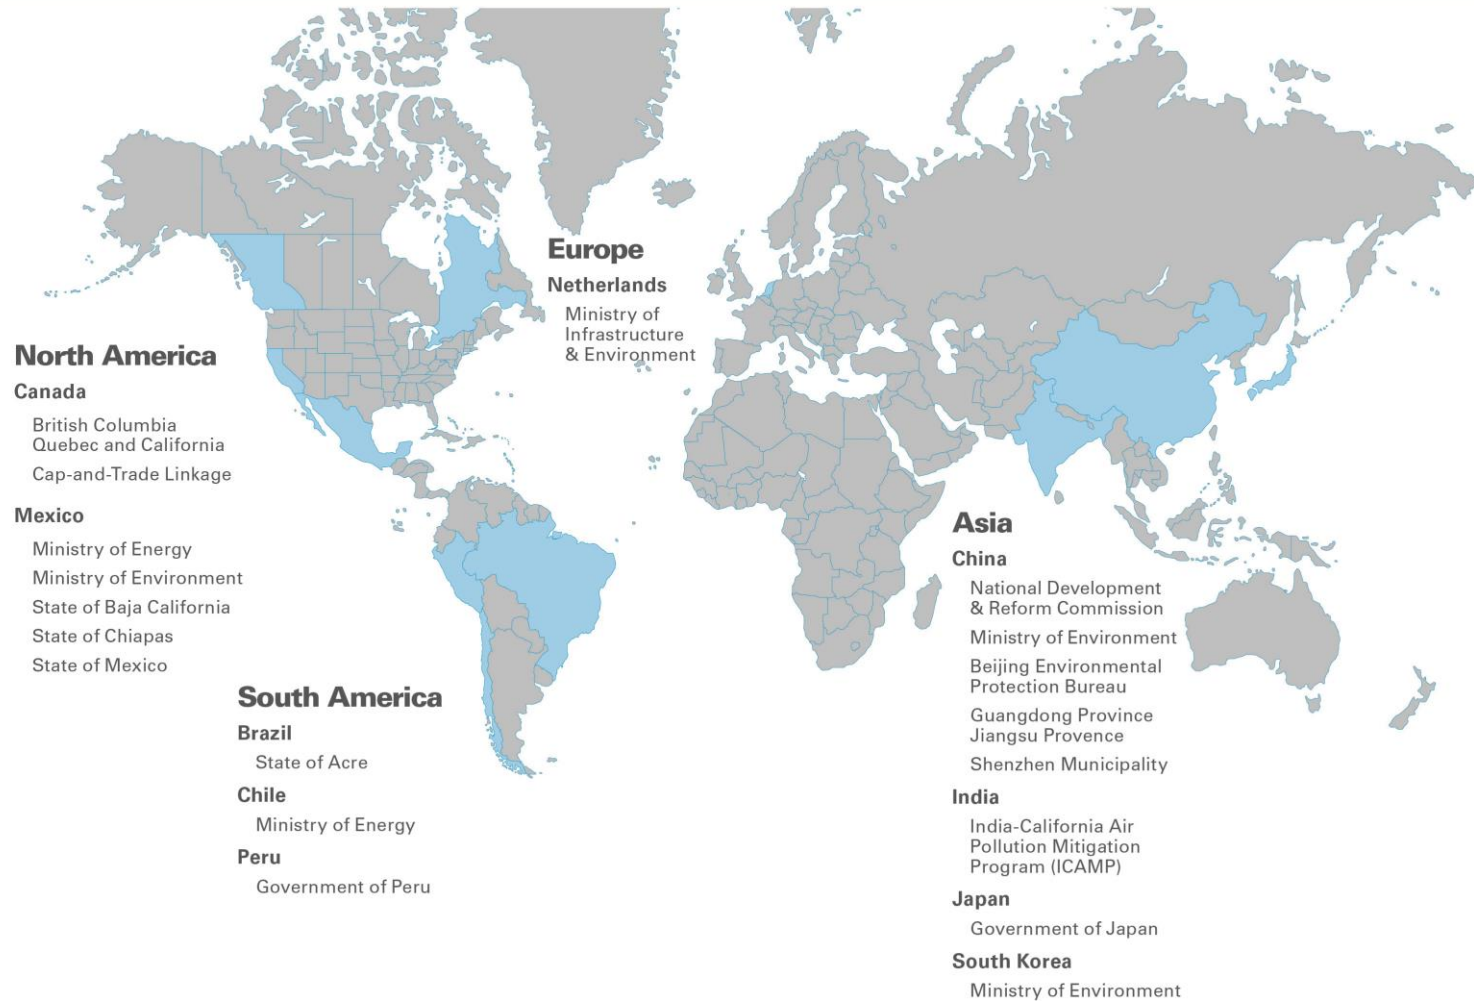 North America
Canada
British Columbia
Quebec and California
Cap-and-Trade Linkage
Mexico
Ministry of Energy
Ministry of Environment
State of Baja California
State of Chiapas
State of Mexico
South America
Brazil
State of Acre
Chile
Ministry of Energy
Peru
Government of Peru
Europe
Netherlands
Ministry of
Infrastructure
& Environment
Asia
China
National Development
& Reform Commission
Ministry of Environment
Beijing Environmental
Protection Bureau
Guangdong Province
Jiangsu Provence
Shenzhen Municipality
India
India-California Air
Pollution Mitigation
Program (ICAMP)
Japan
Government of Japan
South Korea
Ministry of Environment